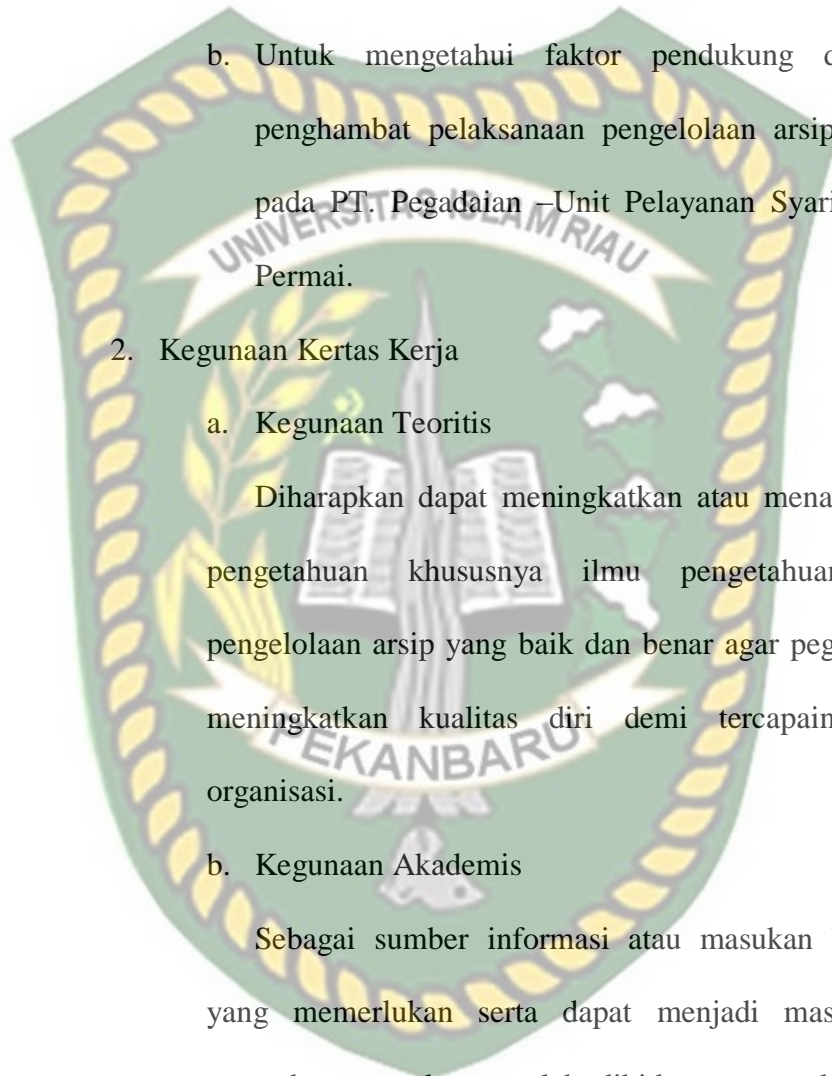 b. Untuk mengetahui faktor pendukung
penghambat pelaksanaan pengelolaan arsip
pada PT. Pegadaian –Unit Pelayanan
Permai.
UNIVERSITAS ISLAM RIAU
2. Kegunaan Kertas Kerja
a. Kegunaan Teoritis
Diharapkan dapat meningkatkan atau
pengetahuan khususnya ilmu pengetahuan
pengelolaan arsip yang baik dan benar agar
meningkatkan kualitas diri demi
organisasi.
PEKANBARU
b. Kegunaan Akademis
Sebagai sumber informasi atau masukan
yang memerlukan serta dapat menjadi